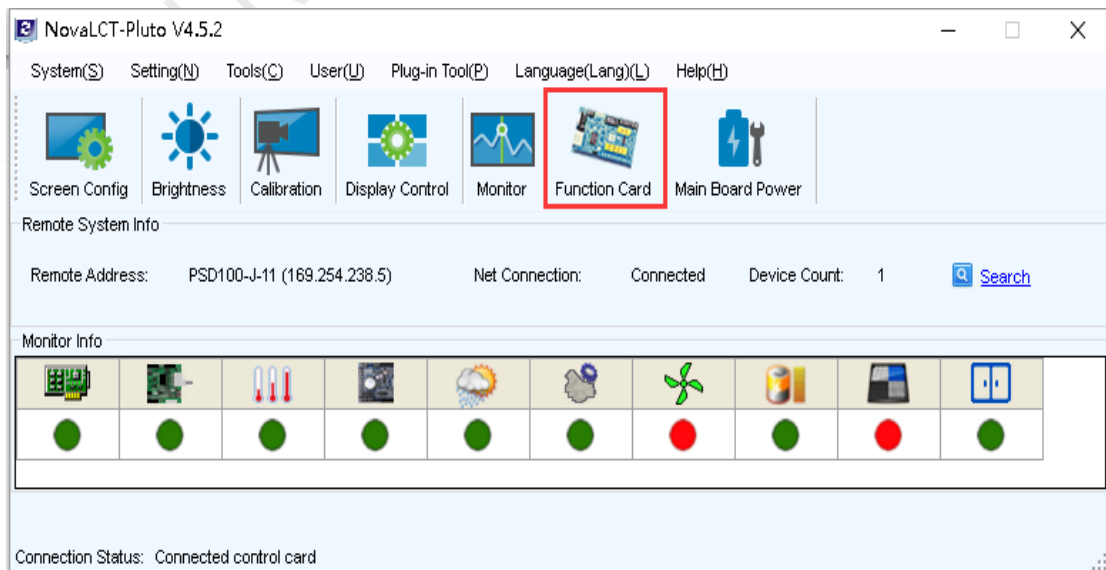 NovaLCT-Pluto V4.5.2
System(S) Setting(N) Tools(C) User(U) Plug-in Tool(P) Language(Lang)(L) Help(H)
Screen Config Brightness Calibration Display Control Monitor Function Card Main Board Power
Remote System Info
Remote Address: PSD100-J-11 (169.254.238.5) Net Connection: Connected Device Count: 1 Search
Monitor Info
Connection Status: Connected control card